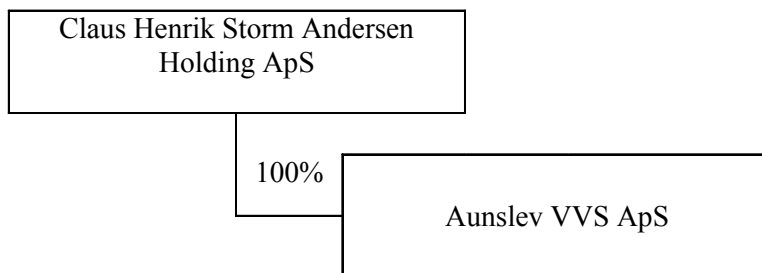 Claus Henrik Storm Andersen
Holding ApS
100%
Aunslev VVS ApS